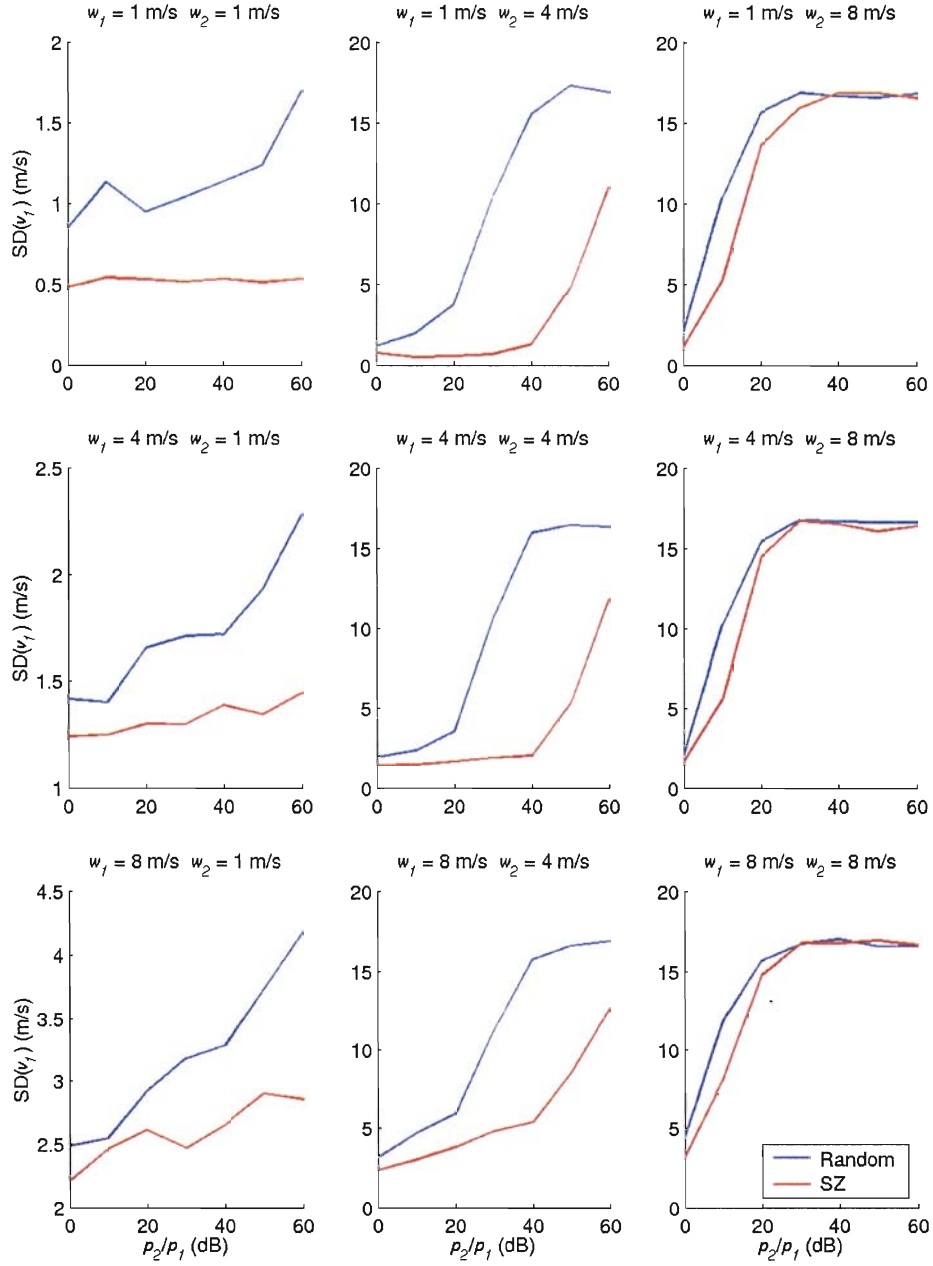 w1 = 1 m/s w2 = 1 m/s
w1 = 1 m/s w2 = 4 m/s
w1 = 1 m/s w2 = 8 m/s
2
1.5
1
0.5
0
SD(v1) (m/s)
0 20 40 60
20
15
10
5
0
0 20 40 60
20
15
10
5
0
0 20 40 60
w1 = 4 m/s w2 = 1 m/s
w1 = 4 m/s w2 = 4 m/s
w1 = 4 m/s w2 = 8 m/s
2.5
2
1.5
1
SD(v1) (m/s)
0 20 40 60
20
15
10
5
0
0 20 40 60
20
15
10
5
0
0 20 40 60
w1 = 8 m/s w2 = 1 m/s
w1 = 8 m/s w2 = 4 m/s
w1 = 8 m/s w2 = 8 m/s
4.5
4
3.5
3
2.5
2
SD(v1) (m/s)
0 20 40 60
p2/p1 (dB)
20
15
10
5
0
0 20 40 60
p2/p1 (dB)
20
15
10
5
0
Random
SZ
0 20 40 60
p2/p1 (dB)